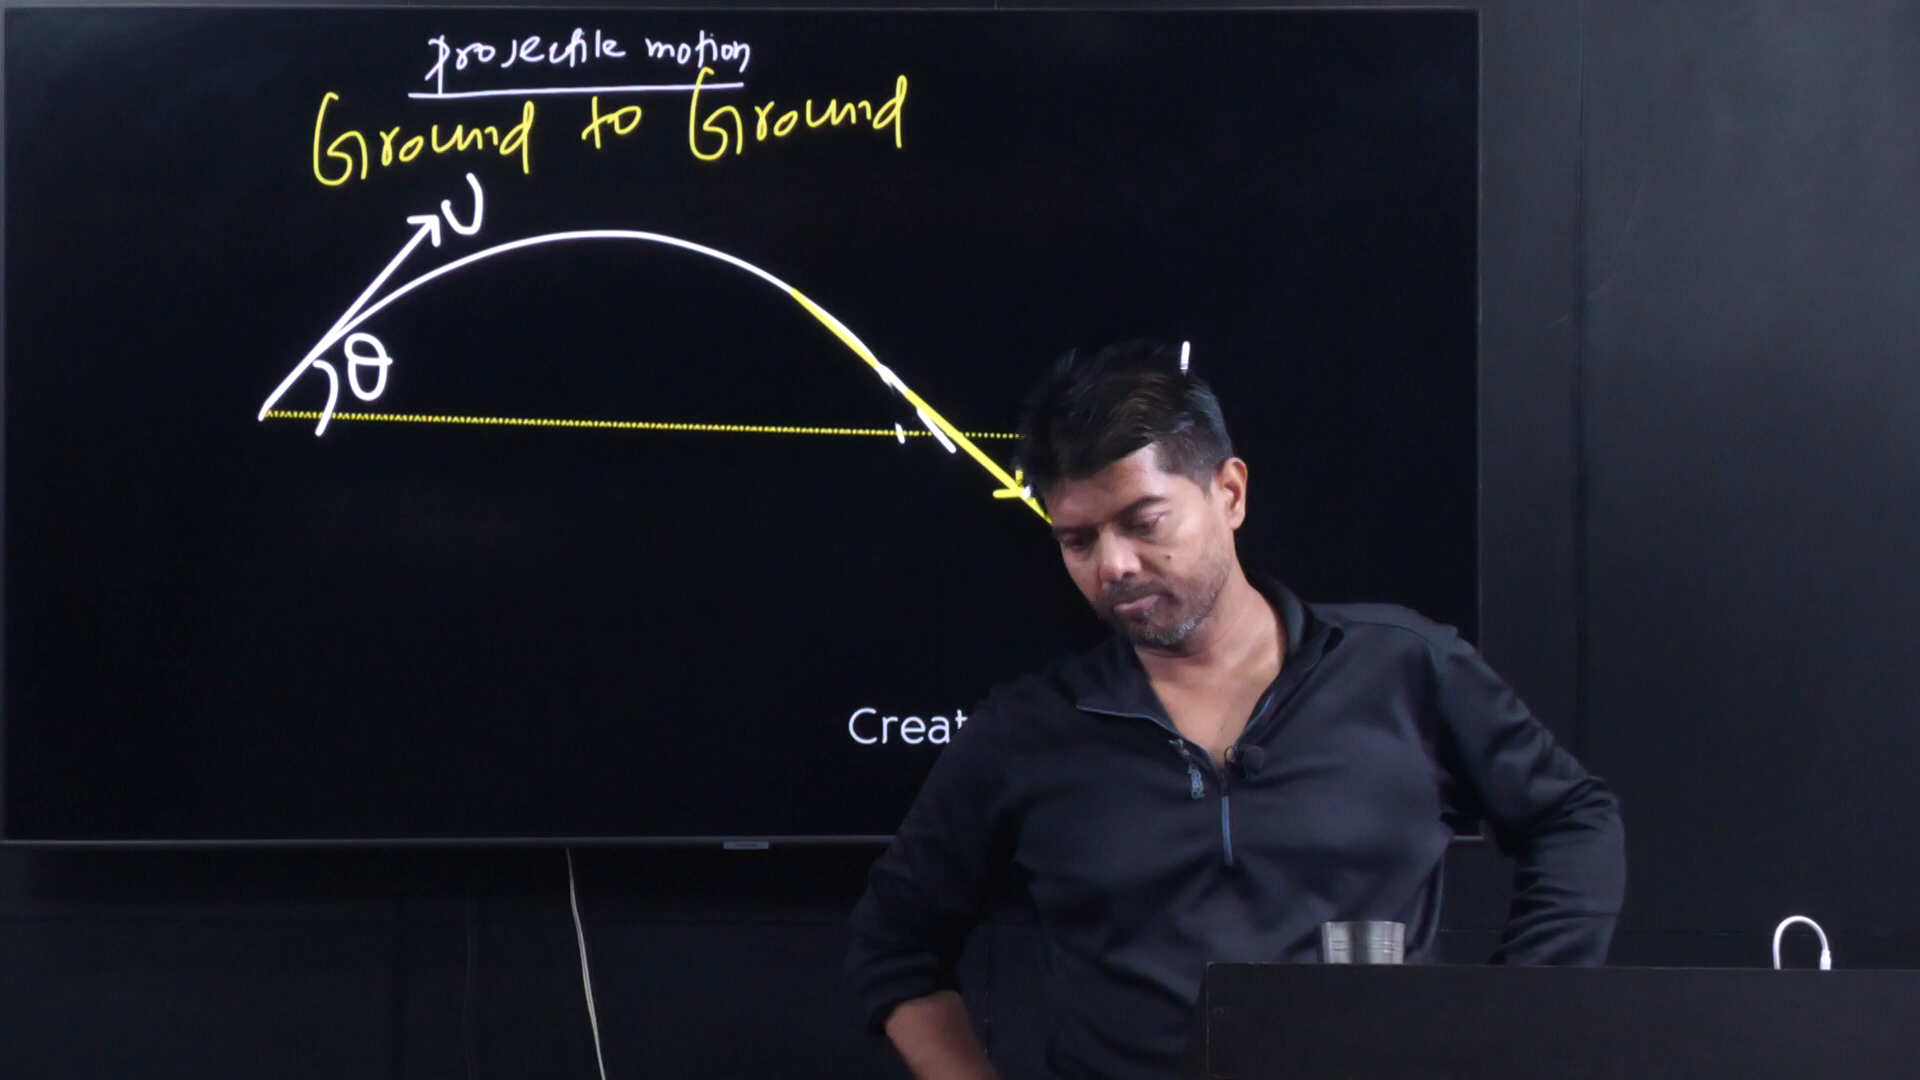 projectile motion
Ground to Ground
U
θ
Creat